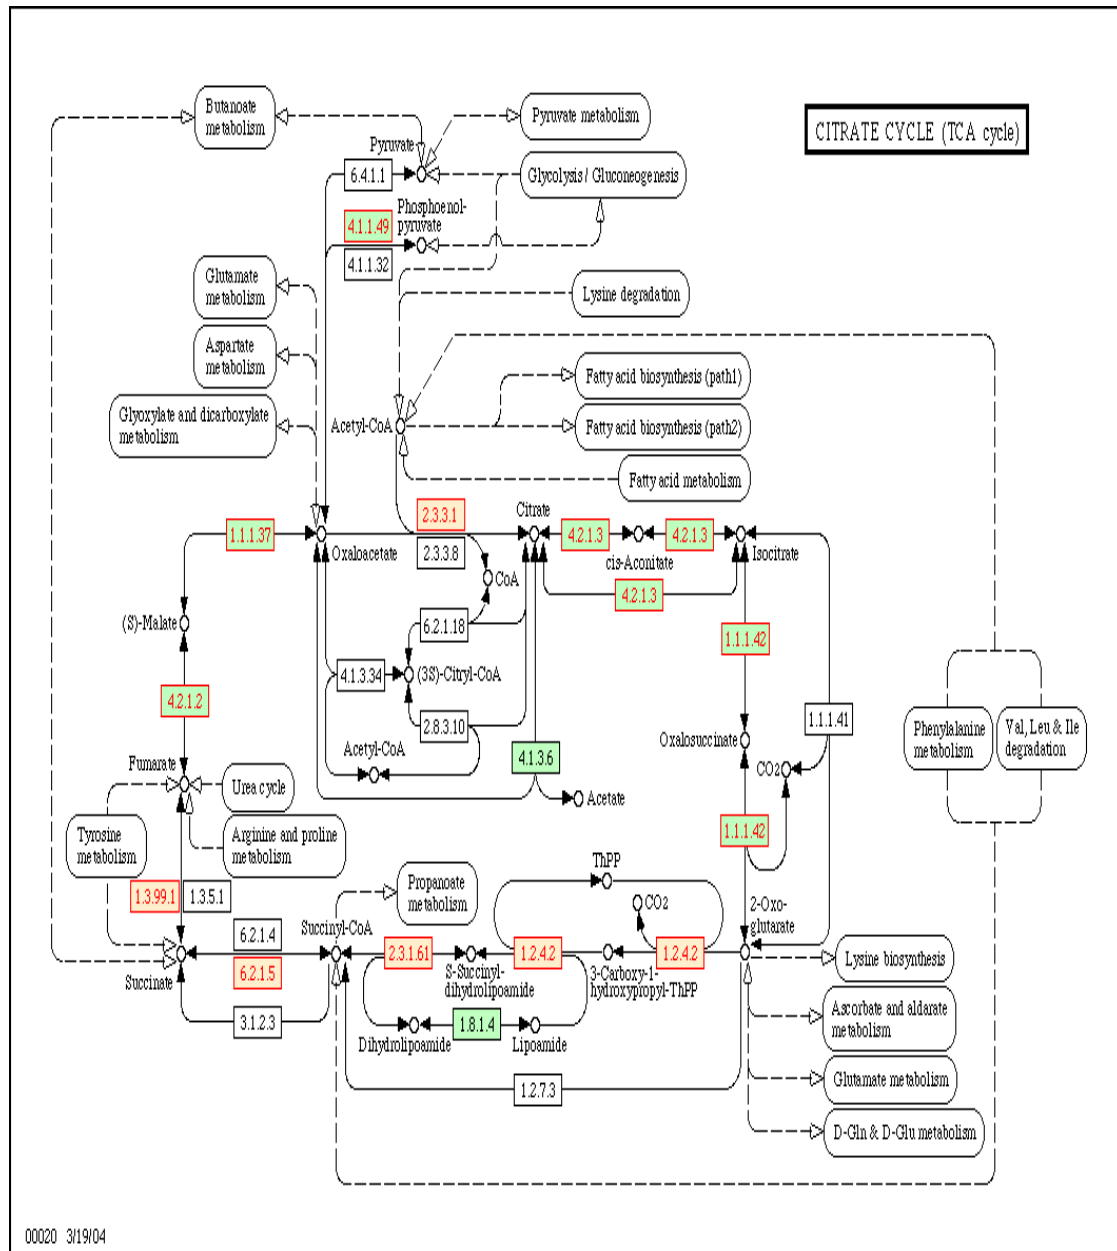 Butanoate
metabolism
Pyruvate metabolism
CITRATE CYCLE (TCA cycle)
Pyruvate
6.4.1.1
Glycolysis / Gluconeogenesis
Phosphoenol-
pyruvate
4.1.1.49
4.1.1.32
Glutamate
metabolism
Lysine degradation
Aspartate
metabolism
Fatty acid biosynthesis (path1)
Glyoxylate and dicarboxylate
metabolism
Acetyl-CoA
Fatty acid biosynthesis (path2)
Fatty acid metabolism
2.3.3.1
Citrate
1.1.1.37
4.2.1.3
4.2.1.3
Oxaloacetate
2.3.3.8
cis-Aconitate
Isocitrate
CoA
4.2.1.3
(S)-Malate
6.2.1.18
1.1.1.42
4.1.3.34
(3S)-Citryl-CoA
4.2.1.2
2.8.3.10
1.1.1.41
Phenylalanine
metabolism
Val, Leu & Ile
degradation
Oxalosuccinate
Acetyl-CoA
4.1.3.6
CO2
Fumarate
Urea cycle
Acetate
Tyrosine
metabolism
Arginine and proline
metabolism
1.1.1.42
ThPP
1.3.99.1
1.3.5.1
Propanoate
metabolism
CO2
2-Oxo-
glutarate
Succinyl-CoA
6.2.1.4
2.3.1.61
1.2.4.2
1.2.4.2
Lysine biosynthesis
Succinate
6.2.1.5
S-Succinyl-
dihydrolipoamide
3-Carboxy-1-
hydroxypropyl-ThPP
3.1.2.3
1.8.1.4
Ascorbate and aldarate
metabolism
Dihydrolipoamide
Lipoamide
Glutamate metabolism
1.2.7.3
D-Gln & D-Glu metabolism
00020 3/19/04